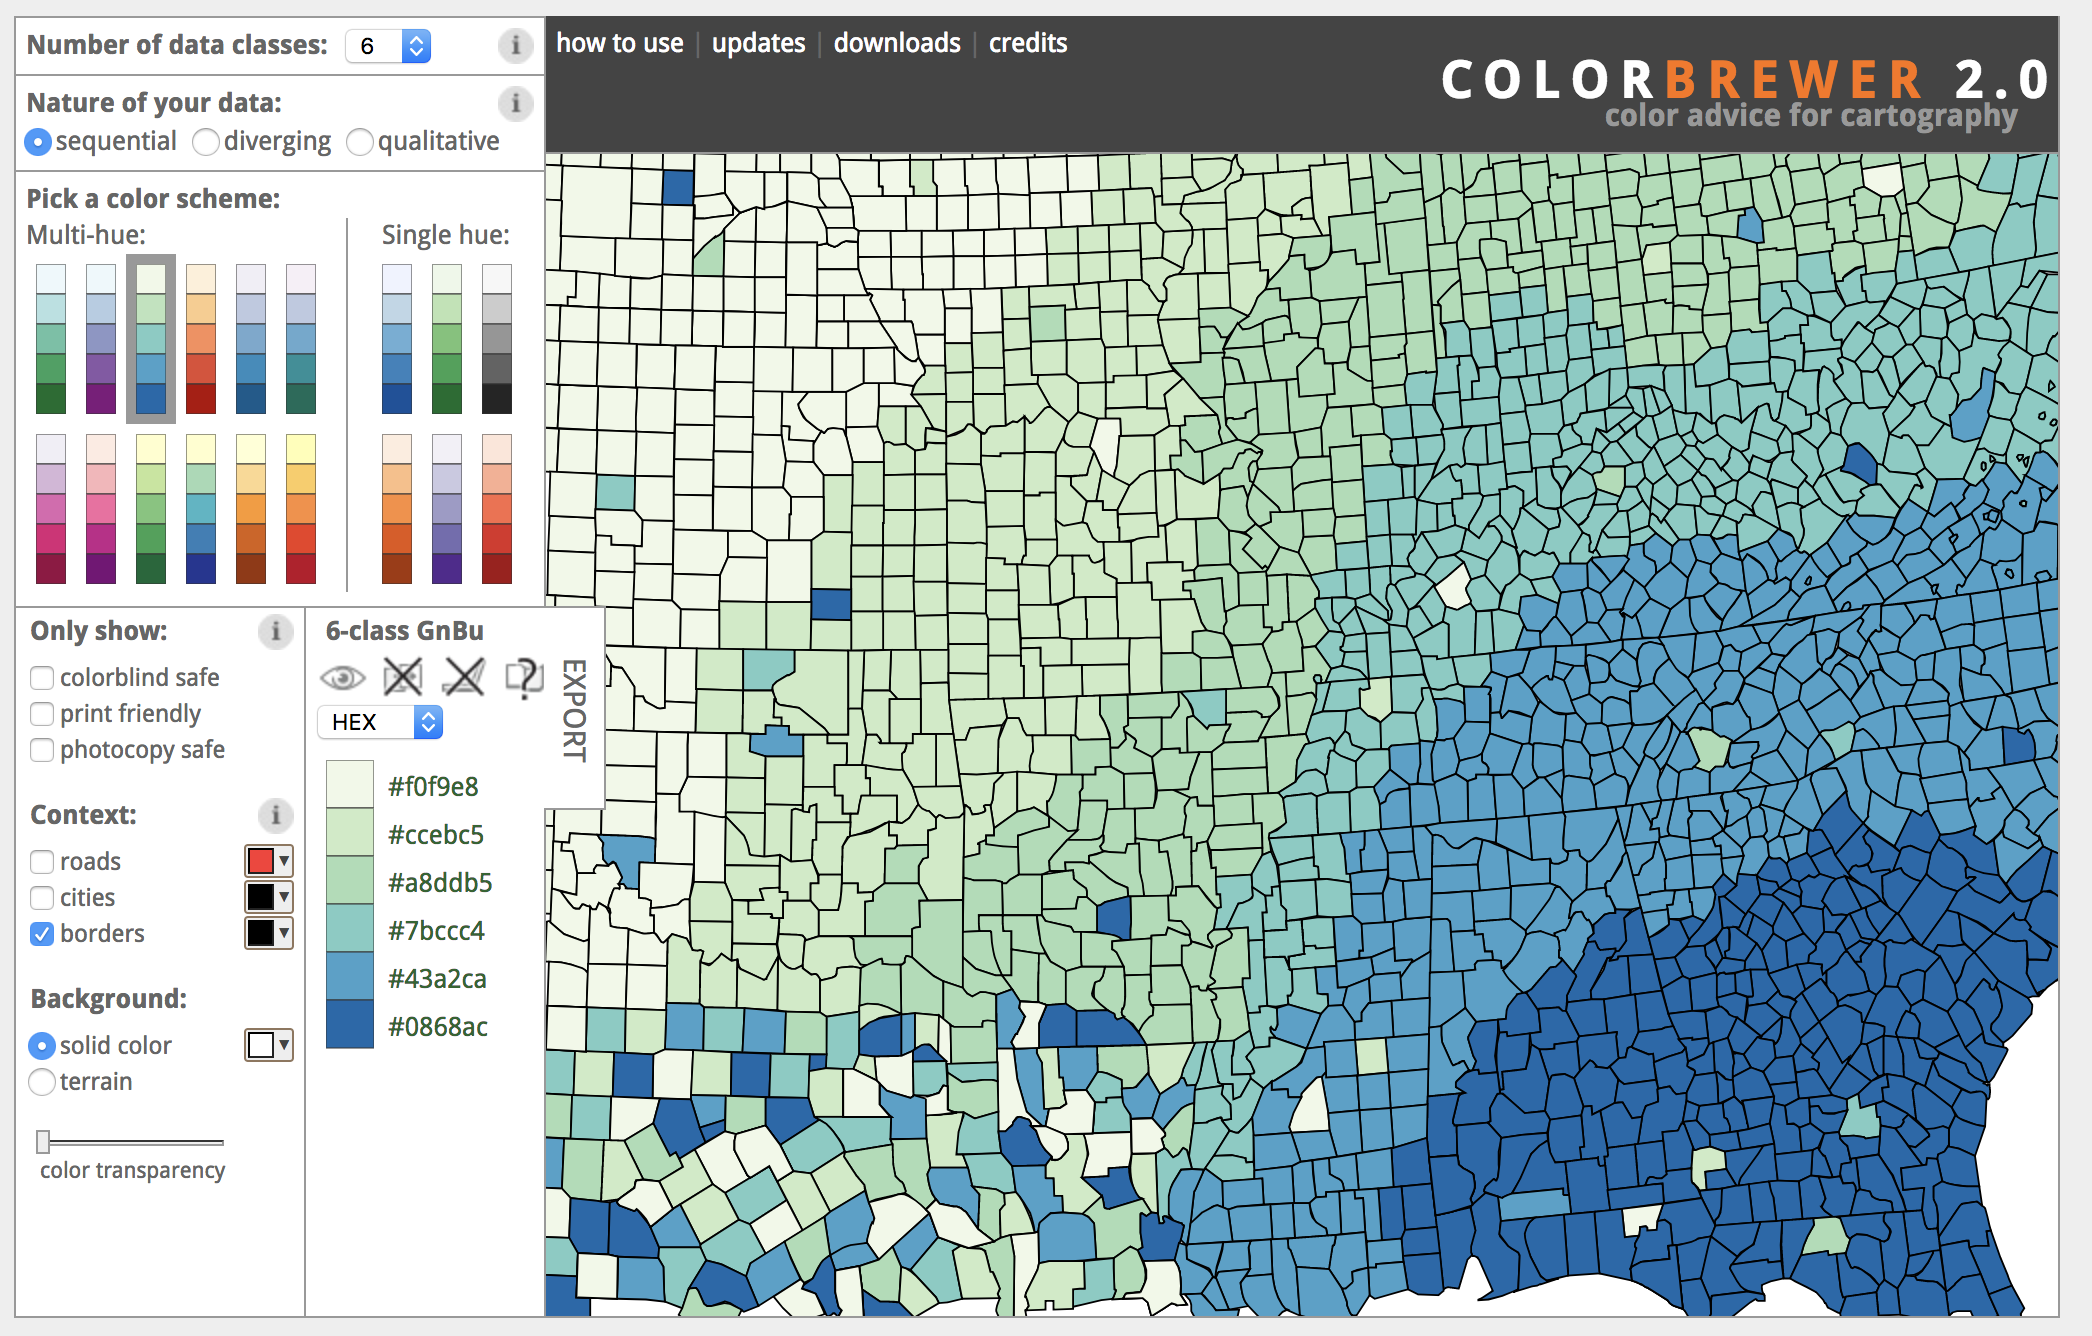 Number of data classes: 6
how to use | updates | downloads | credits
COLORBREWER 2.0
color advice for cartography
Nature of your data:
sequential diverging qualitative
Pick a color scheme:
Multi-hue: Single hue:
Only show:
colorblind safe
print friendly
photocopy safe
Context:
roads
cities
borders
Background:
solid color
terrain
color transparency
6-class GnBu
HEX
#f0f9e8
#ccebc5
#a8ddb5
#7bccc4
#43a2ca
#0868ac
EXPORT